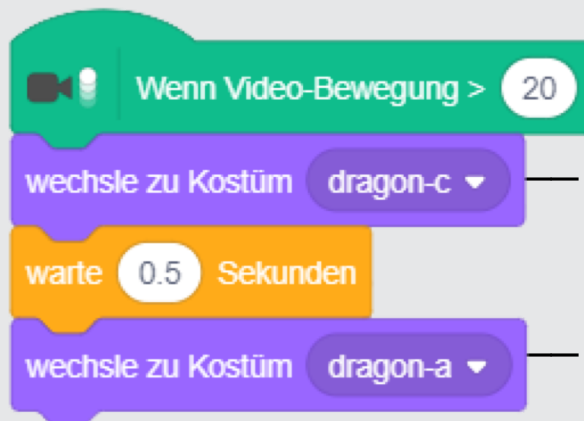 Wenn Video-Bewegung > 20
wechsle zu Kostüm dragon-c
warte 0.5 Sekunden
wechsle zu Kostüm dragon-a